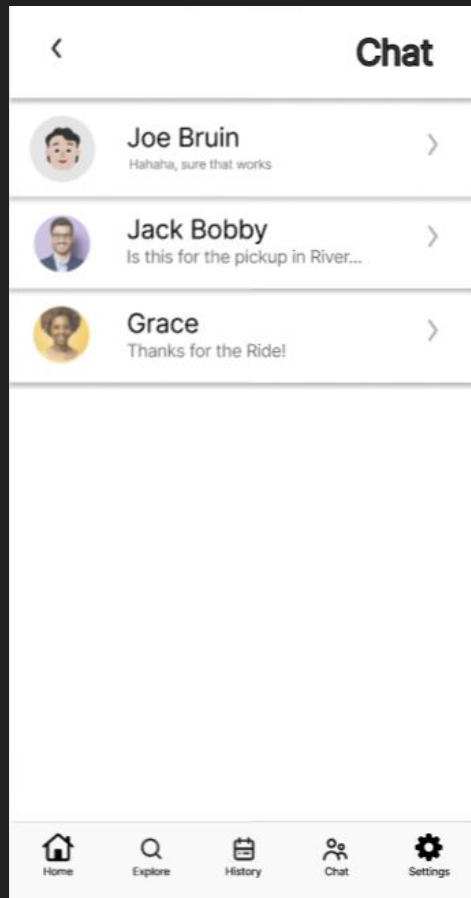 Chat
Joe Bruin
Hahaha, sure that works
Jack Bobby
Is this for the pickup in River...
Grace
Thanks for the Ride!
Home Explore History Chat Settings